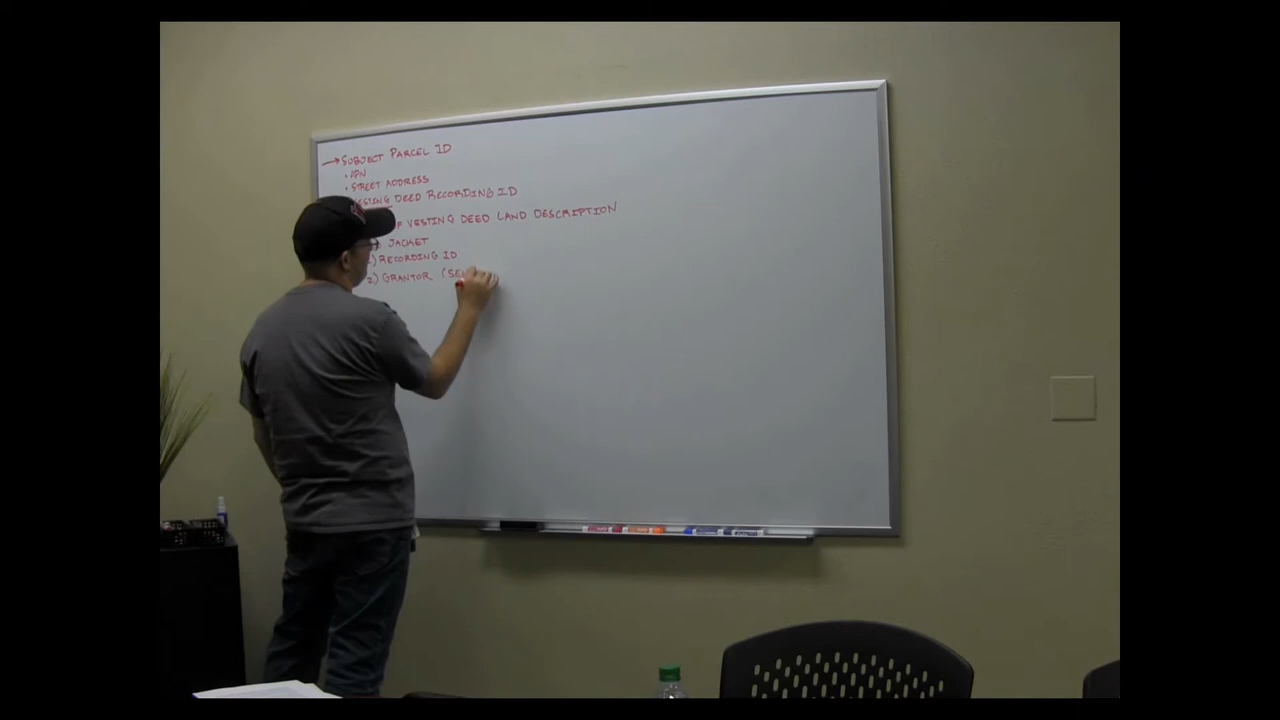 → SUBJECT PARCEL ID
• APN
• STREET ADDRESS
VESTING DEED RECORDING ID
OF VESTING DEED LAND DESCRIPTION
JACKET
1) RECORDING ID
2) GRANTOR (SE